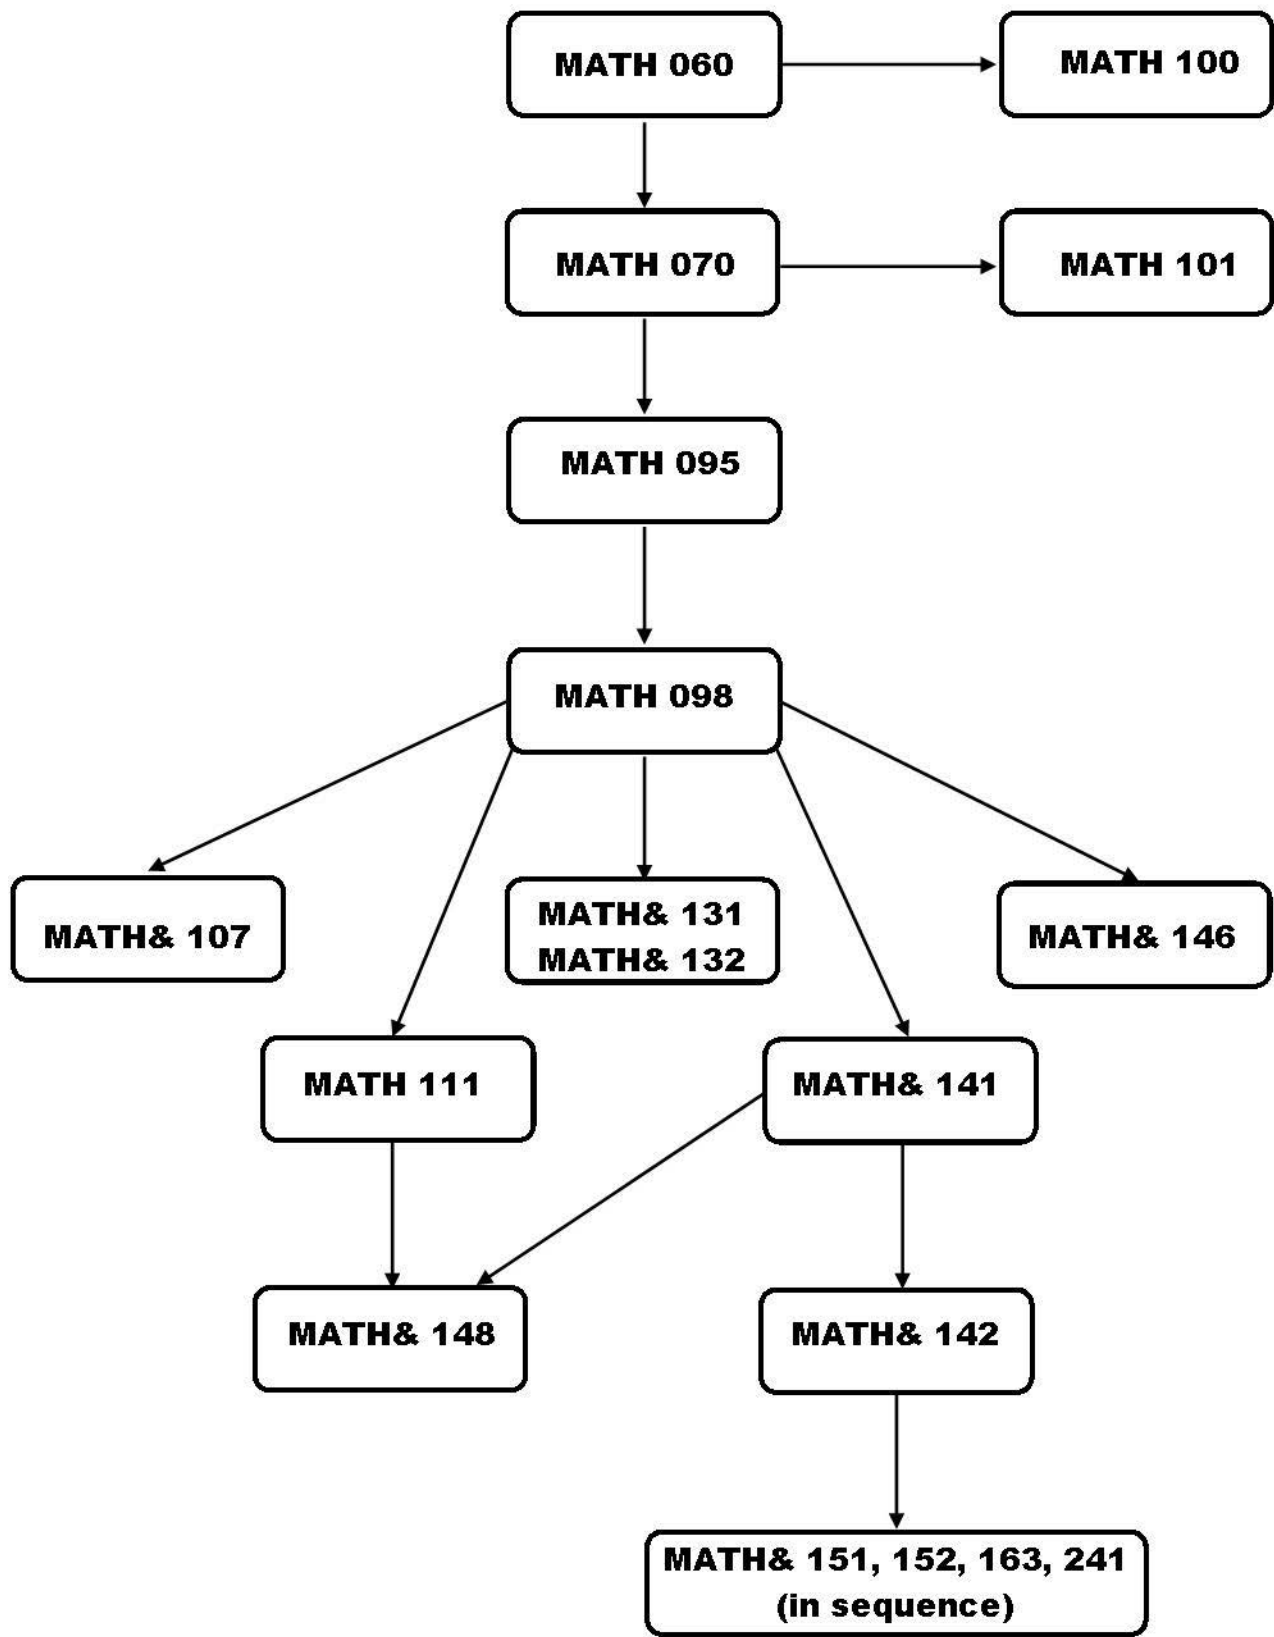 MATH 060
MATH 100
MATH 070
MATH 101
MATH 095
MATH 098
MATH& 107
MATH& 131
MATH& 132
MATH& 146
MATH 111
MATH& 141
MATH& 148
MATH& 142
MATH& 151, 152, 163, 241
(in sequence)